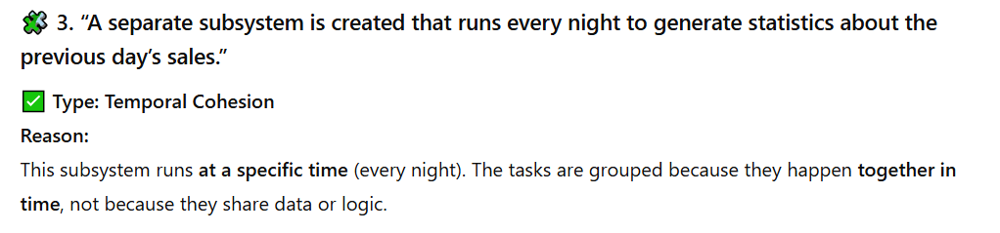 🧩 3. “A separate subsystem is created that runs every night to generate statistics about the
previous day’s sales.”
✅ Type: Temporal Cohesion
Reason:
This subsystem runs at a specific time (every night). The tasks are grouped because they happen together in
time, not because they share data or logic.